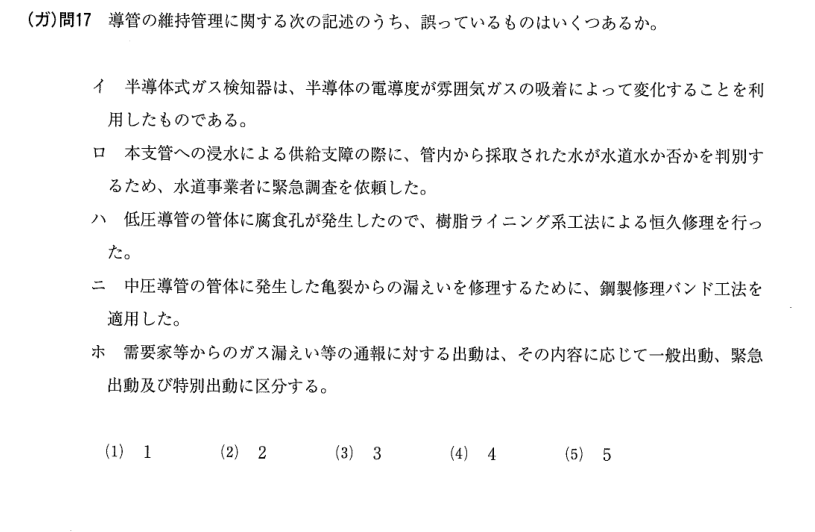 (ガ)問17 導管の維持管理に関する次の記述のうち、誤っているものはいくつあるか。
イ 半導体式ガス検知器は、半導体の電導度が雰囲気ガスの吸着によって変化することを利
用したものである。
ロ 本支管への浸水による供給支障の際に、管内から採取された水が水道水か否かを判別す
るため、水道事業者に緊急調査を依頼した。
ハ 低圧導管の管体に腐食孔が発生したので、樹脂ライニング系工法による恒久修理を行っ
た。
ニ 中圧導管の管体に発生した亀裂からの漏えいを修理するために、鋼製修理バンド工法を
適用した。
ホ 需要家等からのガス漏えい等の通報に対する出動は、その内容に応じて一般出動、緊急
出動及び特別出動に区分する。
(1) 1 (2) 2 (3) 3 (4) 4 (5) 5